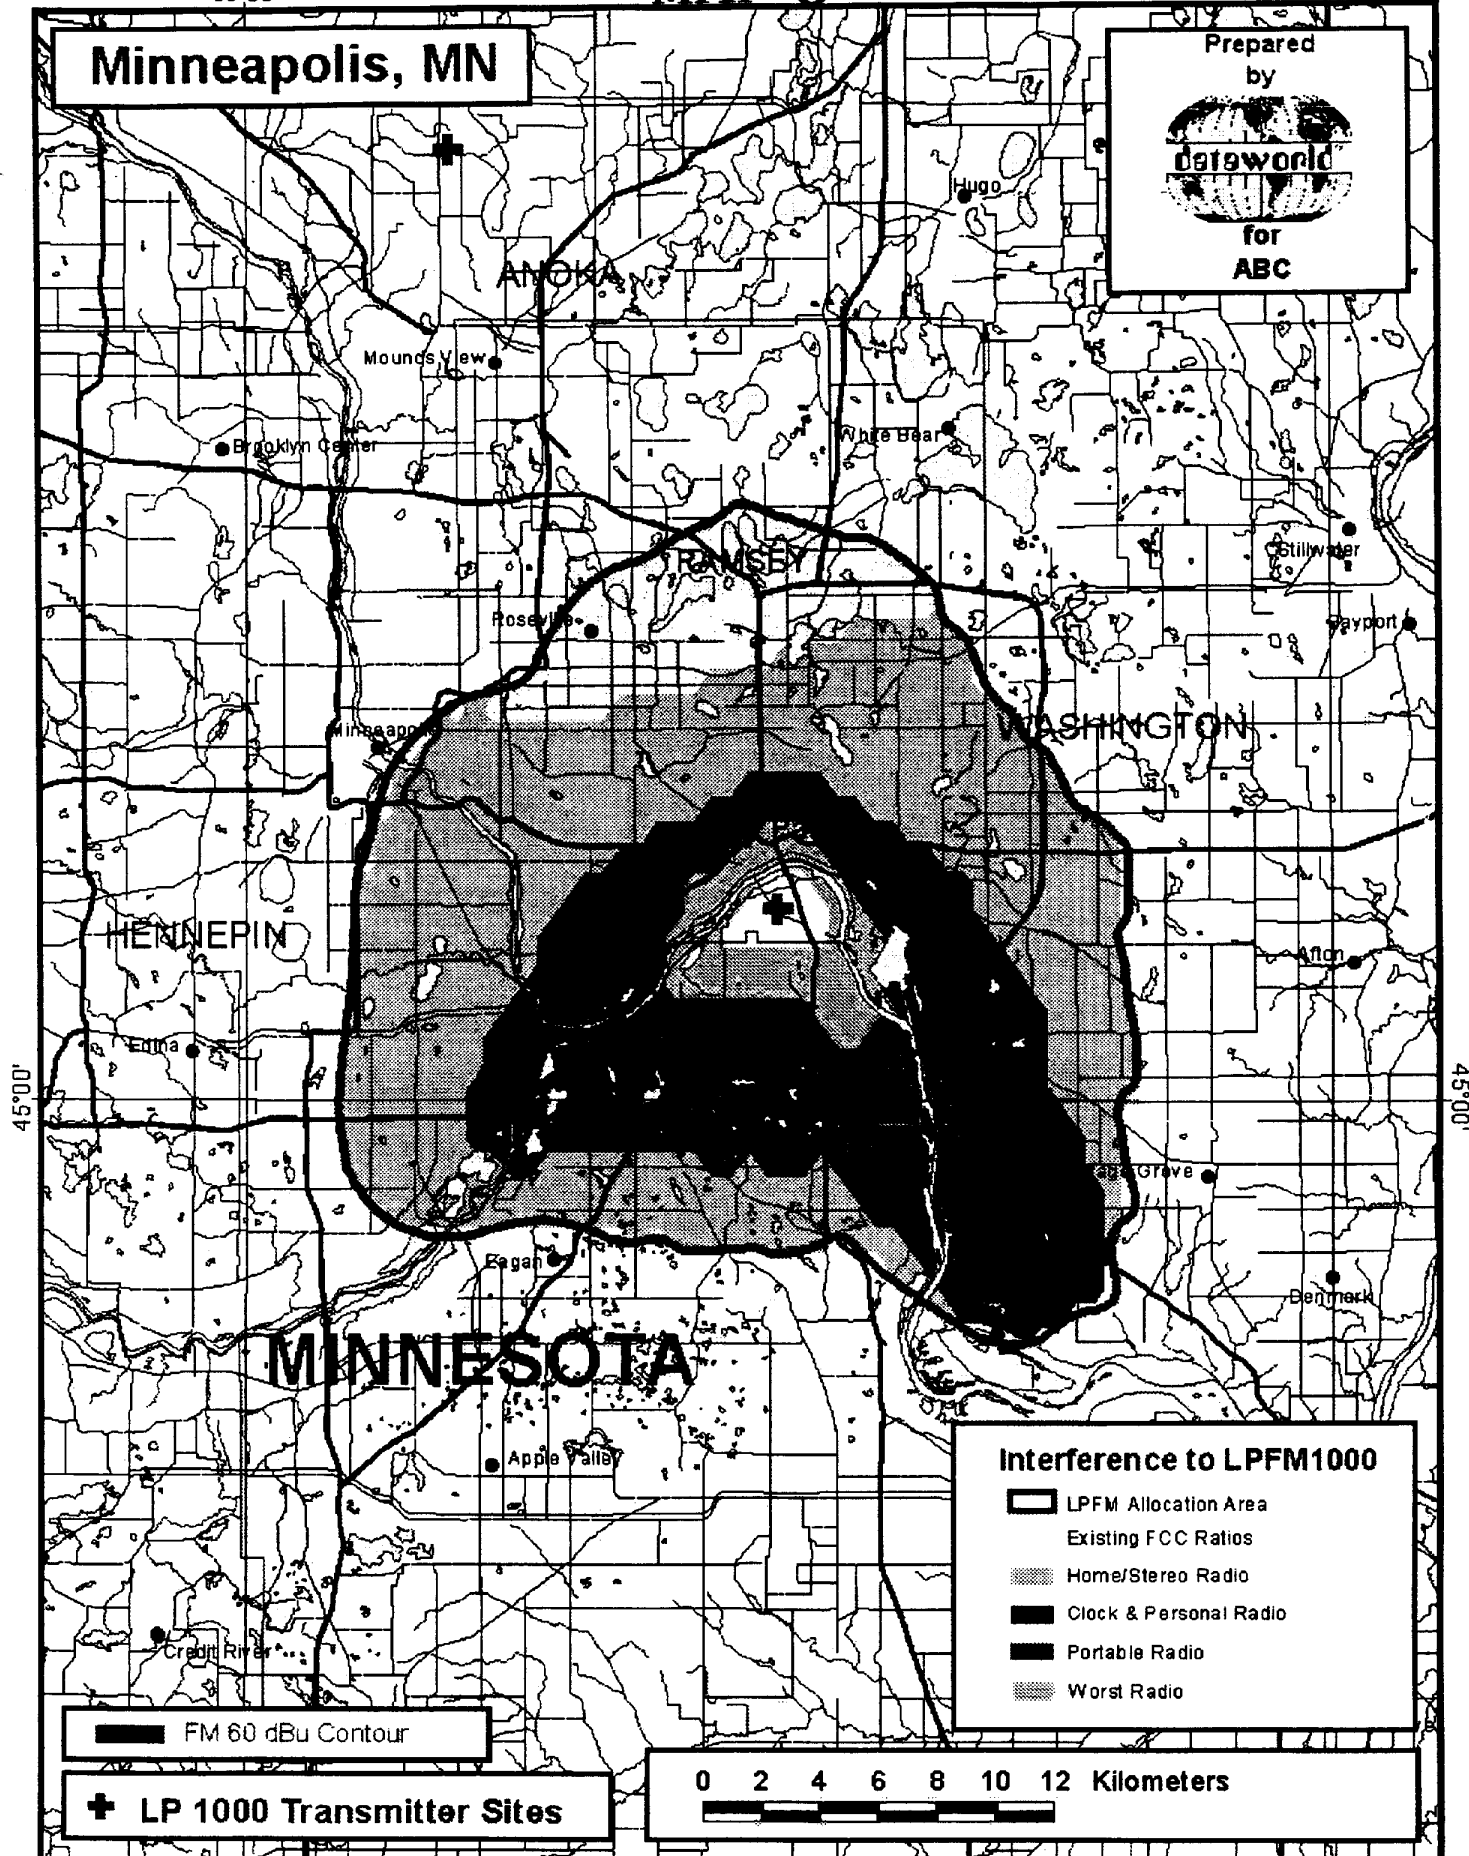 Minneapolis, MN
Prepared
by
dataworld
for
ABC
Hugo
ANOKA
Mounds View
Brooklyn Center
White Bear
RAMSEY
Stillwater
Roseville
Bayport
Minneapolis
WASHINGTON
HENNEPIN
Afton
Edina
45°00'
45°00'
Grove
Eagan
Denmark
MINNESOTA
Apple Valley
Credit River
Interference to LPFM1000
LPFM Allocation Area
Existing FCC Ratios
Home/Stereo Radio
Clock & Personal Radio
Portable Radio
Worst Radio
FM 60 dBu Contour
LP 1000 Transmitter Sites
0 2 4 6 8 10 12 Kilometers